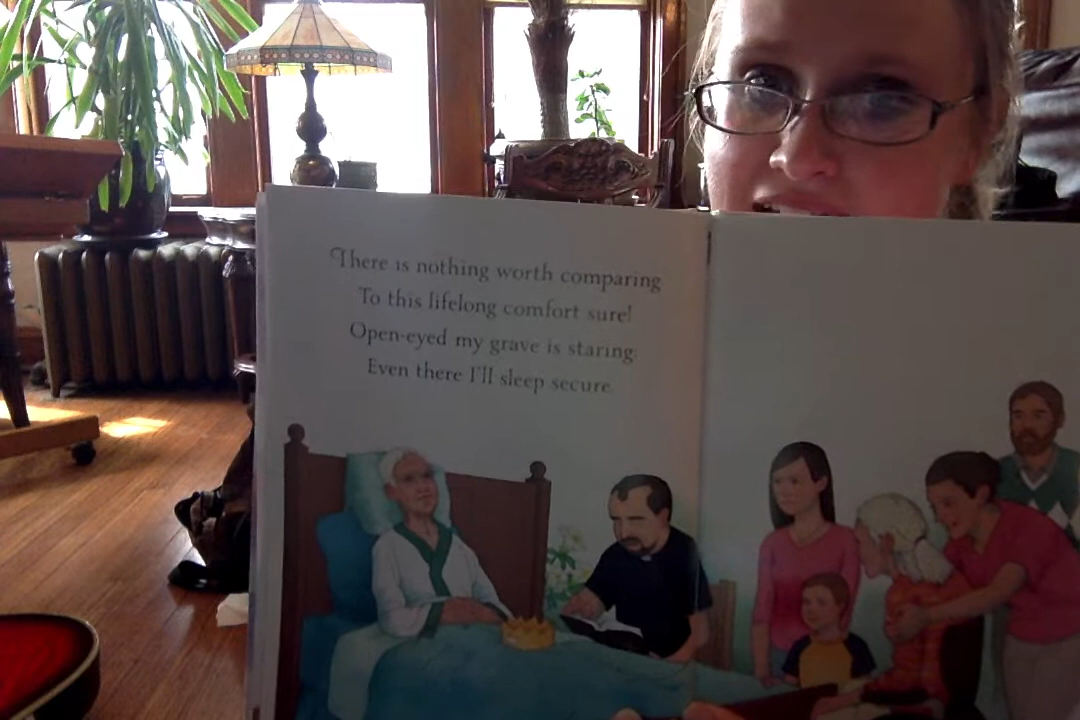 There is nothing worth comparing
To this lifelong comfort sure!
Open-eyed my grave is staring:
Even there I'll sleep secure.